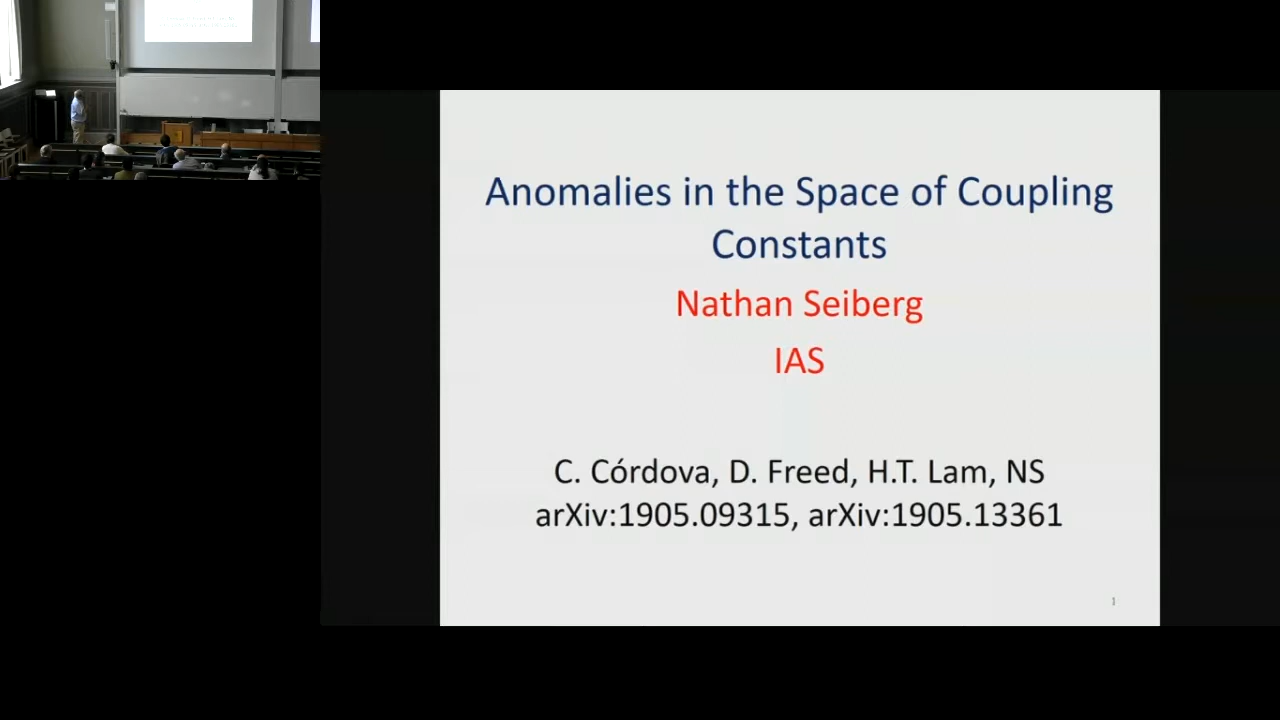 Anomalies in the Space of Coupling
Constants
Nathan Seiberg
IAS
C. Córdova, D. Freed, H.T. Lam, NS
arXiv:1905.09315, arXiv:1905.13361
1